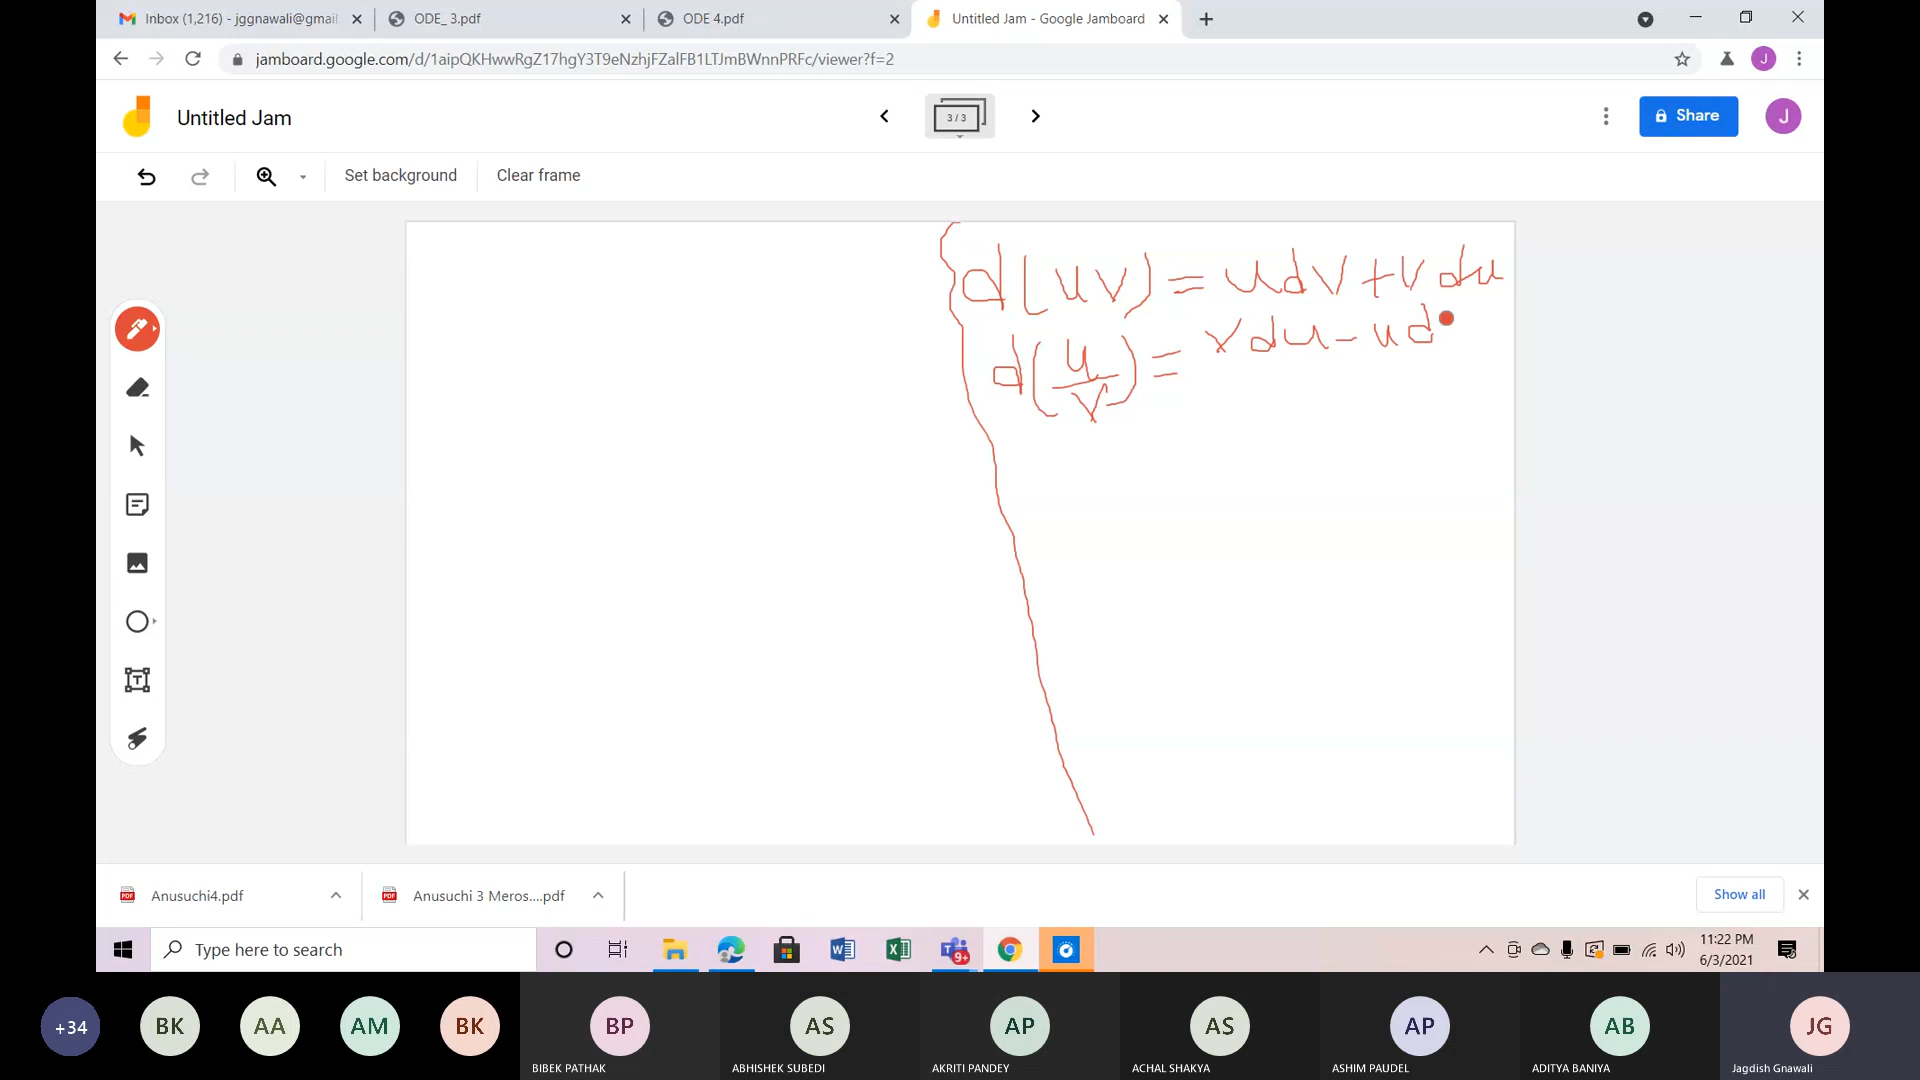 Inbox (1,216) - jggnawali@gmail
ODE_ 3.pdf
ODE 4.pdf
Untitled Jam - Google Jamboard
jamboard.google.com/d/1aipQKHwwRgZ17hgY3T9eNzhjFZalFB1LTJmBWnnPRFc/viewer?f=2
J
Untitled Jam
3 / 3
Share
J
Set background
Clear frame
d(uv) = udv + v du
d(u/v) = vdu - ud
Anusuchi4.pdf
Anusuchi 3 Meros....pdf
Show all
Type here to search
9+
11:22 PM
6/3/2021
+34
BK
AA
AM
BK
BP
AS
AP
AS
AP
AB
JG
BIBEK PATHAK
ABHISHEK SUBEDI
AKRITI PANDEY
ACHAL SHAKYA
ASHIM PAUDEL
ADITYA BANIYA
Jagdish Gnawali